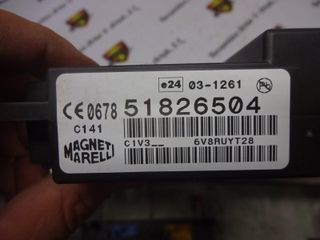 e24 03-1261
CE0678 51826504
C141
MAGNETI
MARELLI
C1V3__ 6V8RUYT28